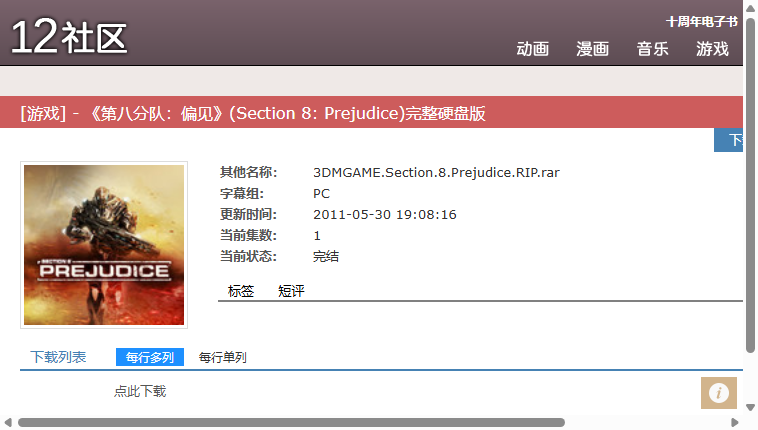 12社区
十周年电子书
动画 漫画 音乐 游戏
[游戏] - 《第八分队：偏见》(Section 8: Prejudice)完整硬盘版
下
SECTION 8
PREJUDICE
其他名称： 3DMGAME.Section.8.Prejudice.RIP.rar
字幕组： PC
更新时间： 2011-05-30 19:08:16
当前集数： 1
当前状态： 完结
标签 短评
下载列表 每行多列 每行单列
点此下载